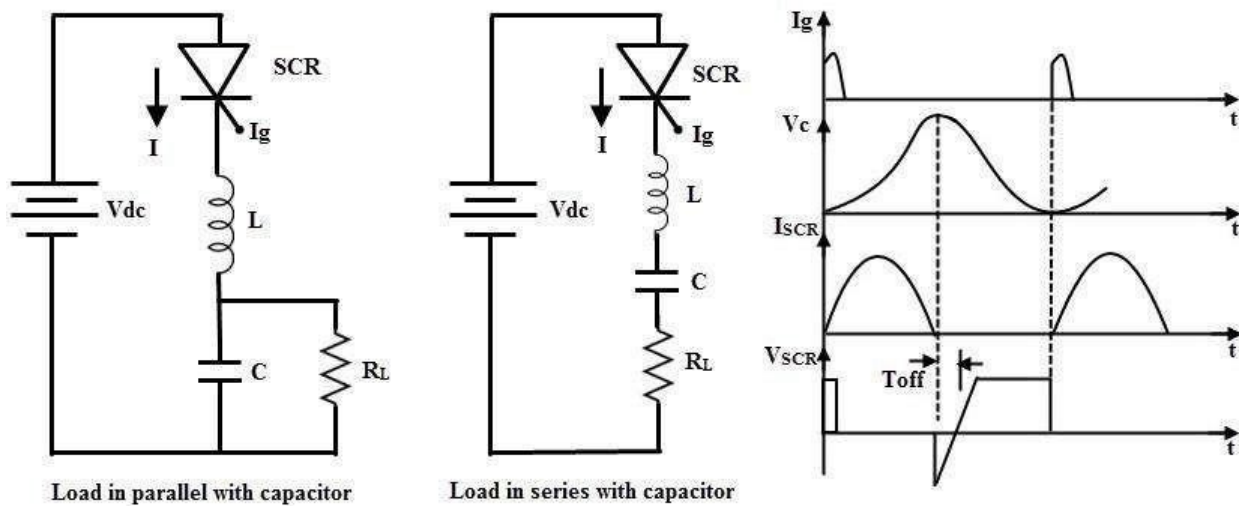 SCR
Ig
I
Vdc
L
C
RL
Load in parallel with capacitor
SCR
Ig
I
Vdc
L
C
RL
Load in series with capacitor
Ig
t
Vc
t
ISCR
t
VSCR
Toff
t